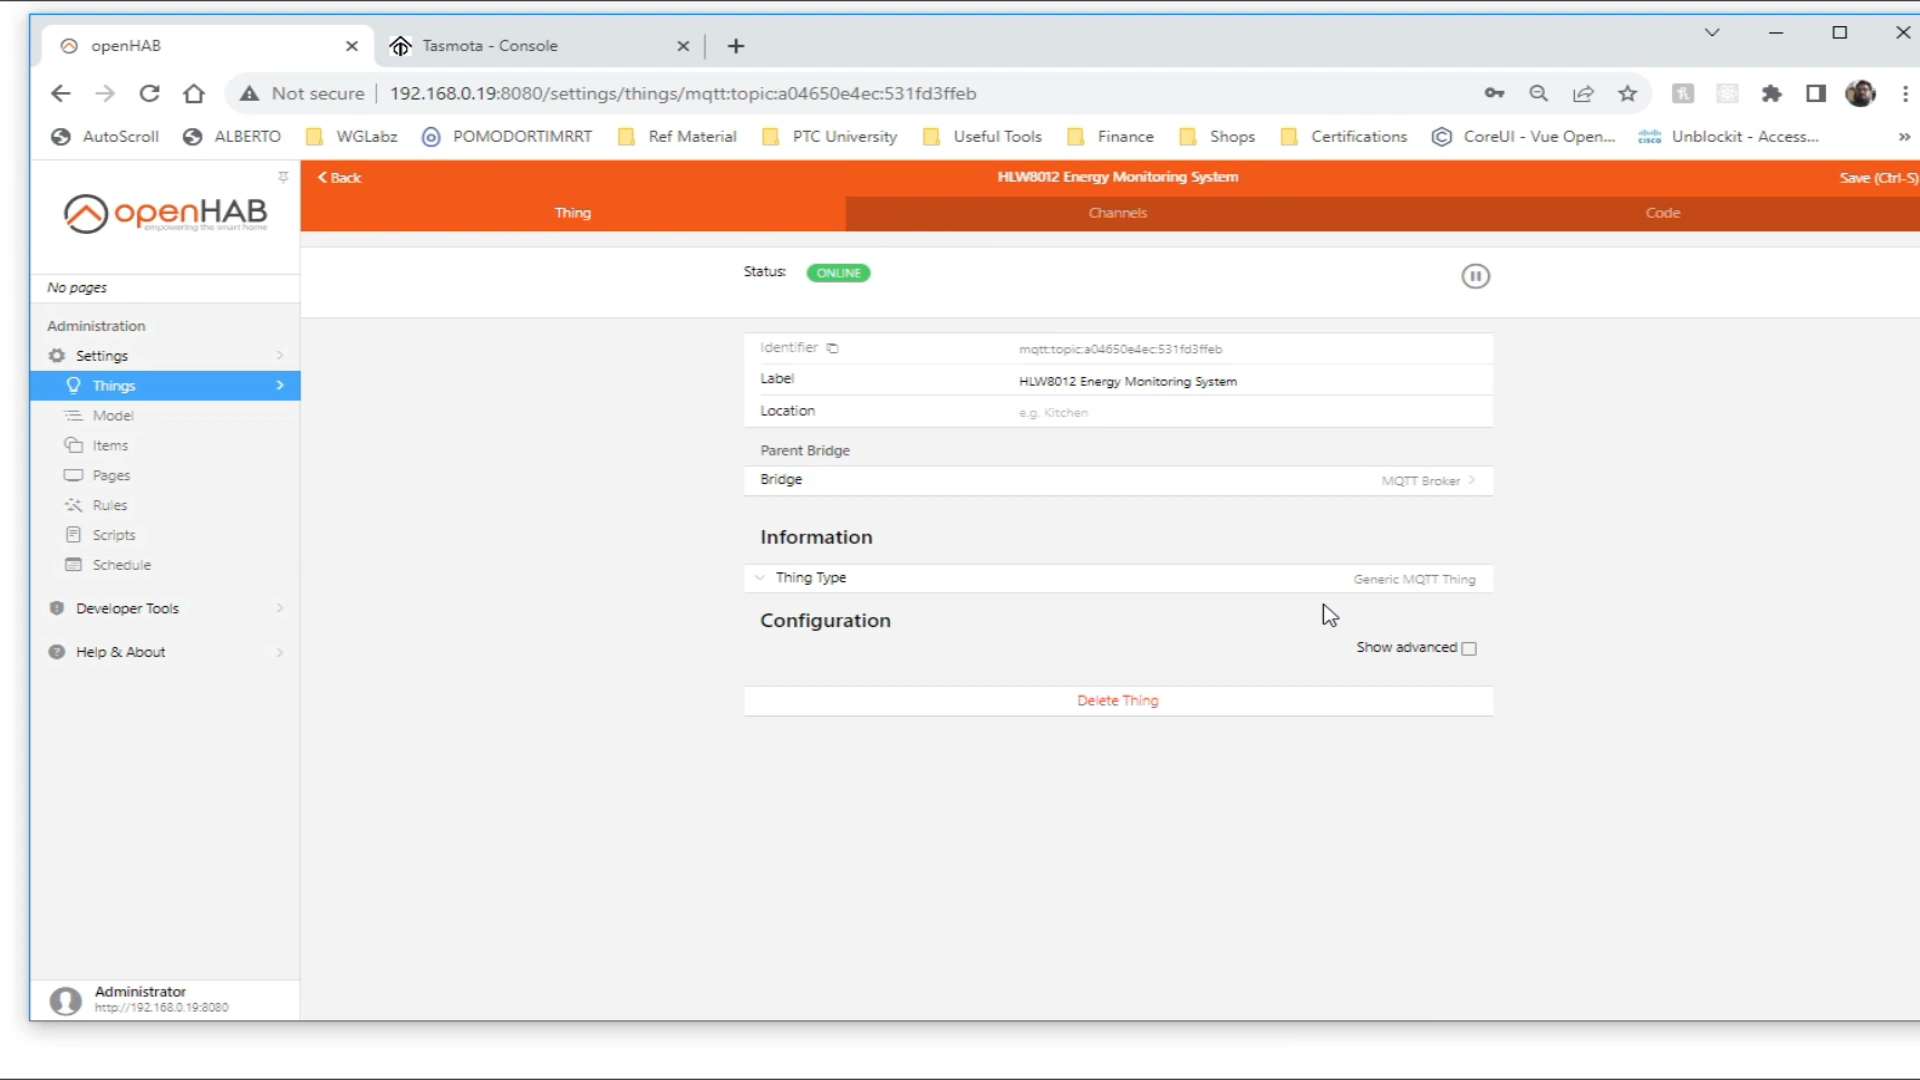 openHAB
Tasmota - Console
Not secure
192.168.0.19:8080/settings/things/mqtt:topic:a04650e4ec:531fd3ffeb
AutoScroll ALBERTO WGLabz POMODORTIMRRT Ref Material PTC University Useful Tools Finance Shops Certifications CoreUI - Vue Open... Unblockit - Access... »
openHAB
empowering the smart home
Back
HLW8012 Energy Monitoring System
Save (Ctrl-S)
Thing Channels Code
No pages
Administration
Settings
Things
Model
Items
Pages
Rules
Scripts
Schedule
Developer Tools
Help & About
Administrator
http://192.168.0.19:8080
Status: ONLINE
Identifier mqtt:topic:a04650e4ec:531fd3ffeb
Label HLW8012 Energy Monitoring System
Location e.g. Kitchen
Parent Bridge
Bridge MQTT Broker
Information
Thing Type Generic MQTT Thing
Configuration
Show advanced
Delete Thing